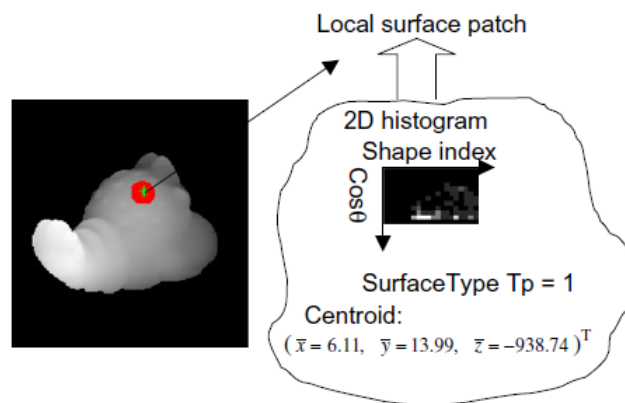 Local surface patch
2D histogram
Shape index
Cosθ
SurfaceType Tp = 1
Centroid:
( x̅ = 6.11, y̅ = 13.99, z̅ = −938.74 )ᵀ